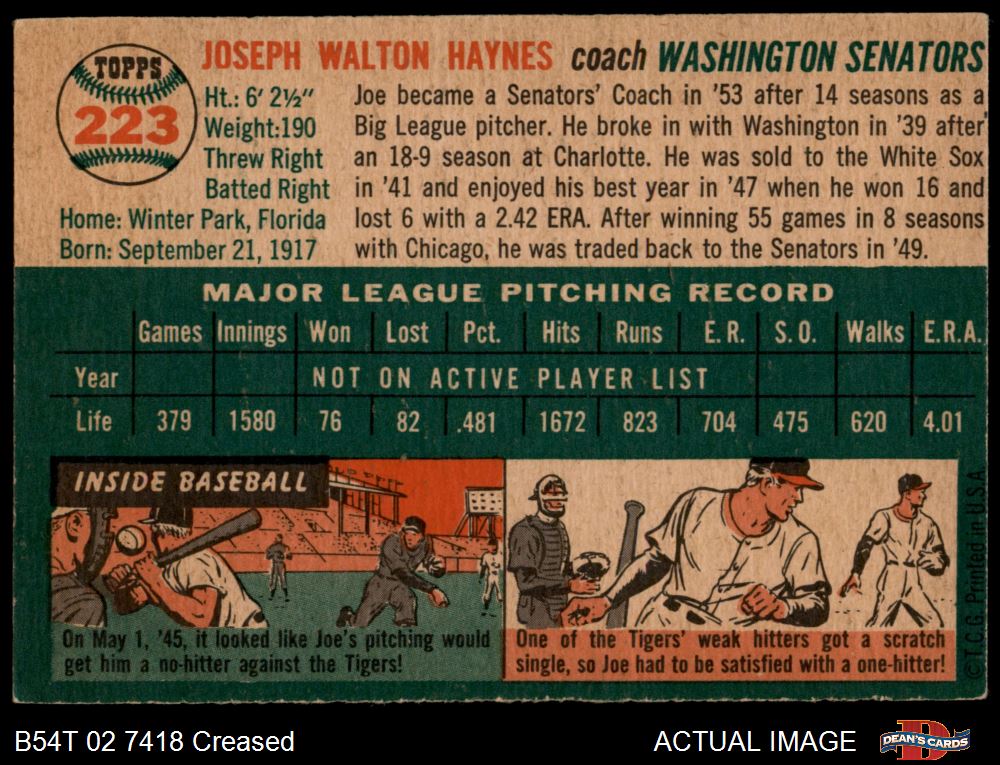 TOPPS
223
JOSEPH WALTON HAYNES coach WASHINGTON SENATORS
Ht.: 6' 2½"
Weight:190
Threw Right
Batted Right
Home: Winter Park, Florida
Born: September 21, 1917
Joe became a Senators' Coach in '53 after 14 seasons as a
Big League pitcher. He broke in with Washington in '39 after
an 18-9 season at Charlotte. He was sold to the White Sox
in '41 and enjoyed his best year in '47 when he won 16 and
lost 6 with a 2.42 ERA. After winning 55 games in 8 seasons
with Chicago, he was traded back to the Senators in '49.
MAJOR LEAGUE PITCHING RECORD
Games Innings Won Lost Pct. Hits Runs E.R. S.O. Walks E.R.A.
Year NOT ON ACTIVE PLAYER LIST
Life 379 1580 76 82 .481 1672 823 704 475 620 4.01
INSIDE BASEBALL
On May 1, '45, it looked like Joe's pitching would
get him a no-hitter against the Tigers!
One of the Tigers' weak hitters got a scratch
single, so Joe had to be satisfied with a one-hitter!
©T.C.G. Printed in U.S.A.
B54T 02 7418 Creased
ACTUAL IMAGE
D
DEAN'S CARDS